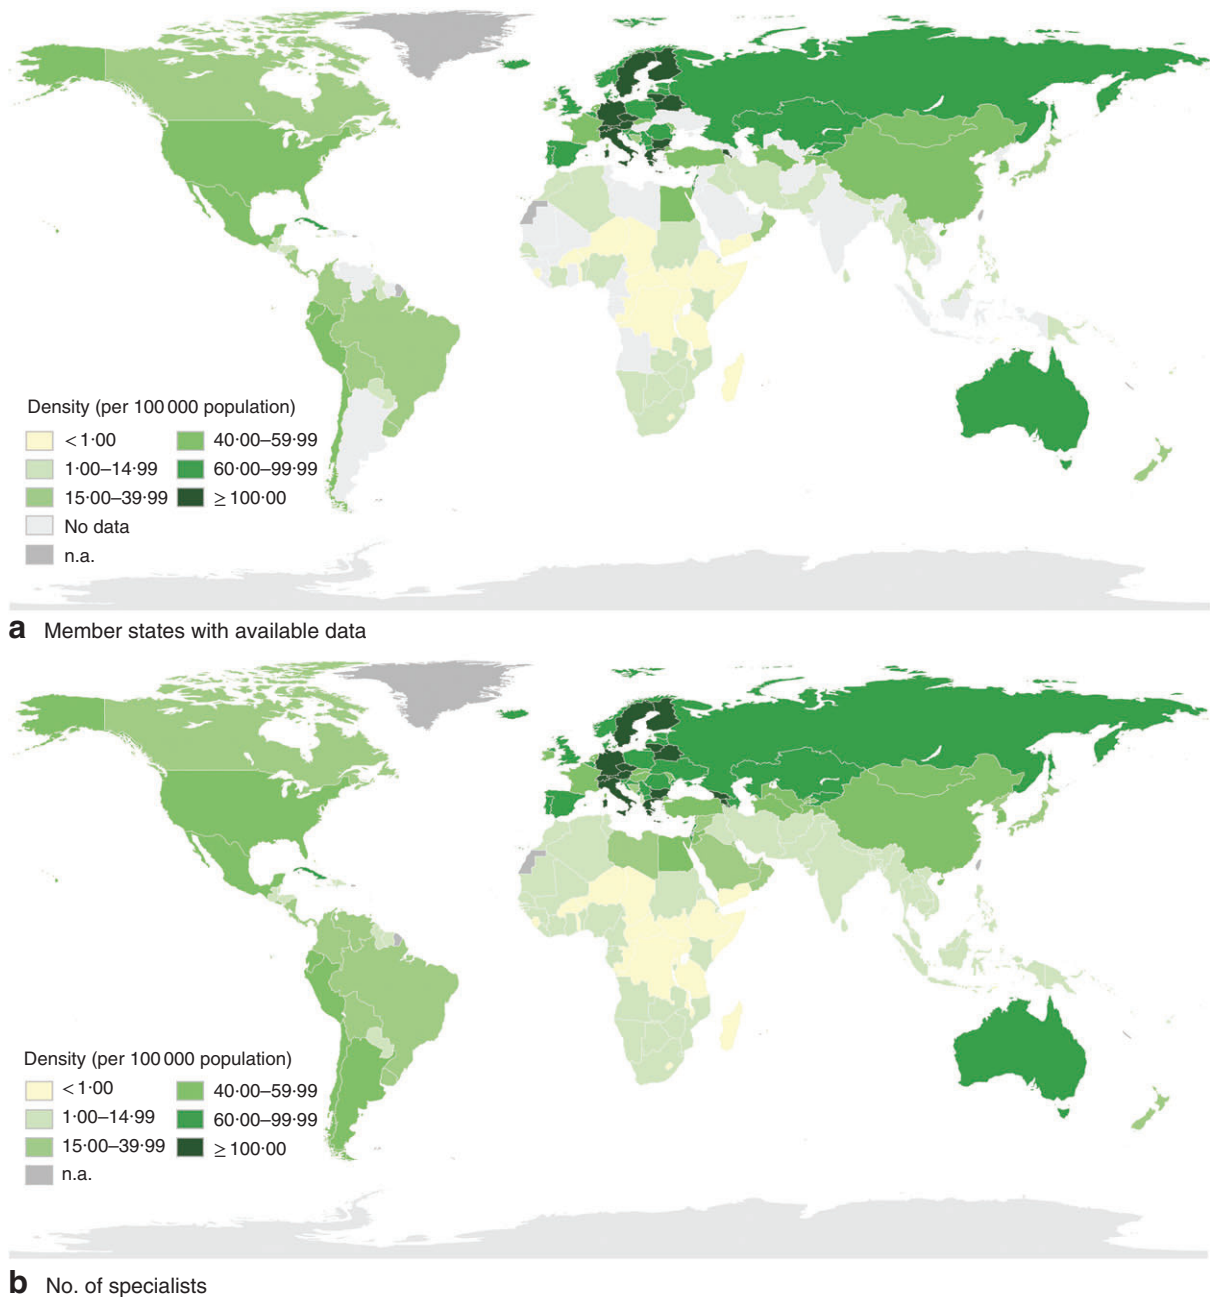 Density (per 100 000 population)
< 1·00 40·00–59·99
1·00–14·99 60·00–99·99
15·00–39·99 ≥ 100·00
No data
n.a.
a Member states with available data
Density (per 100 000 population)
< 1·00 40·00–59·99
1·00–14·99 60·00–99·99
15·00–39·99 ≥ 100·00
n.a.
b No. of specialists